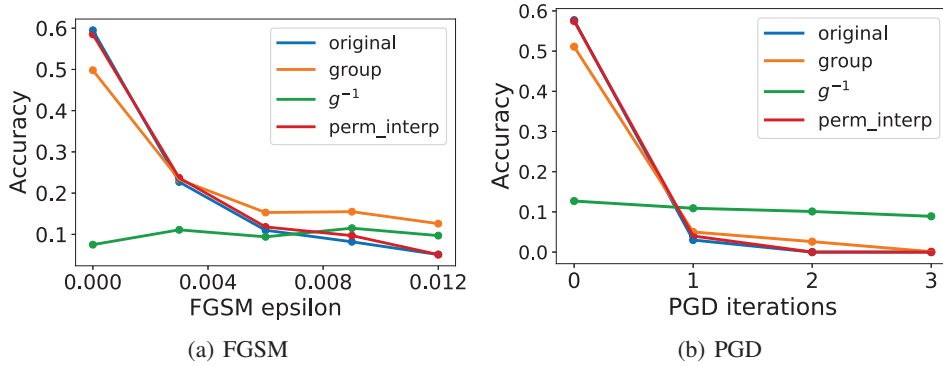 0.6
0.5
0.4
0.3
0.2
0.1
Accuracy
original
group
g⁻¹
perm_interp
0.000 0.004 0.008 0.012
FGSM epsilon
(a) FGSM
0.6
0.5
0.4
0.3
0.2
0.1
0.0
Accuracy
original
group
g⁻¹
perm_interp
0 1 2 3
PGD iterations
(b) PGD